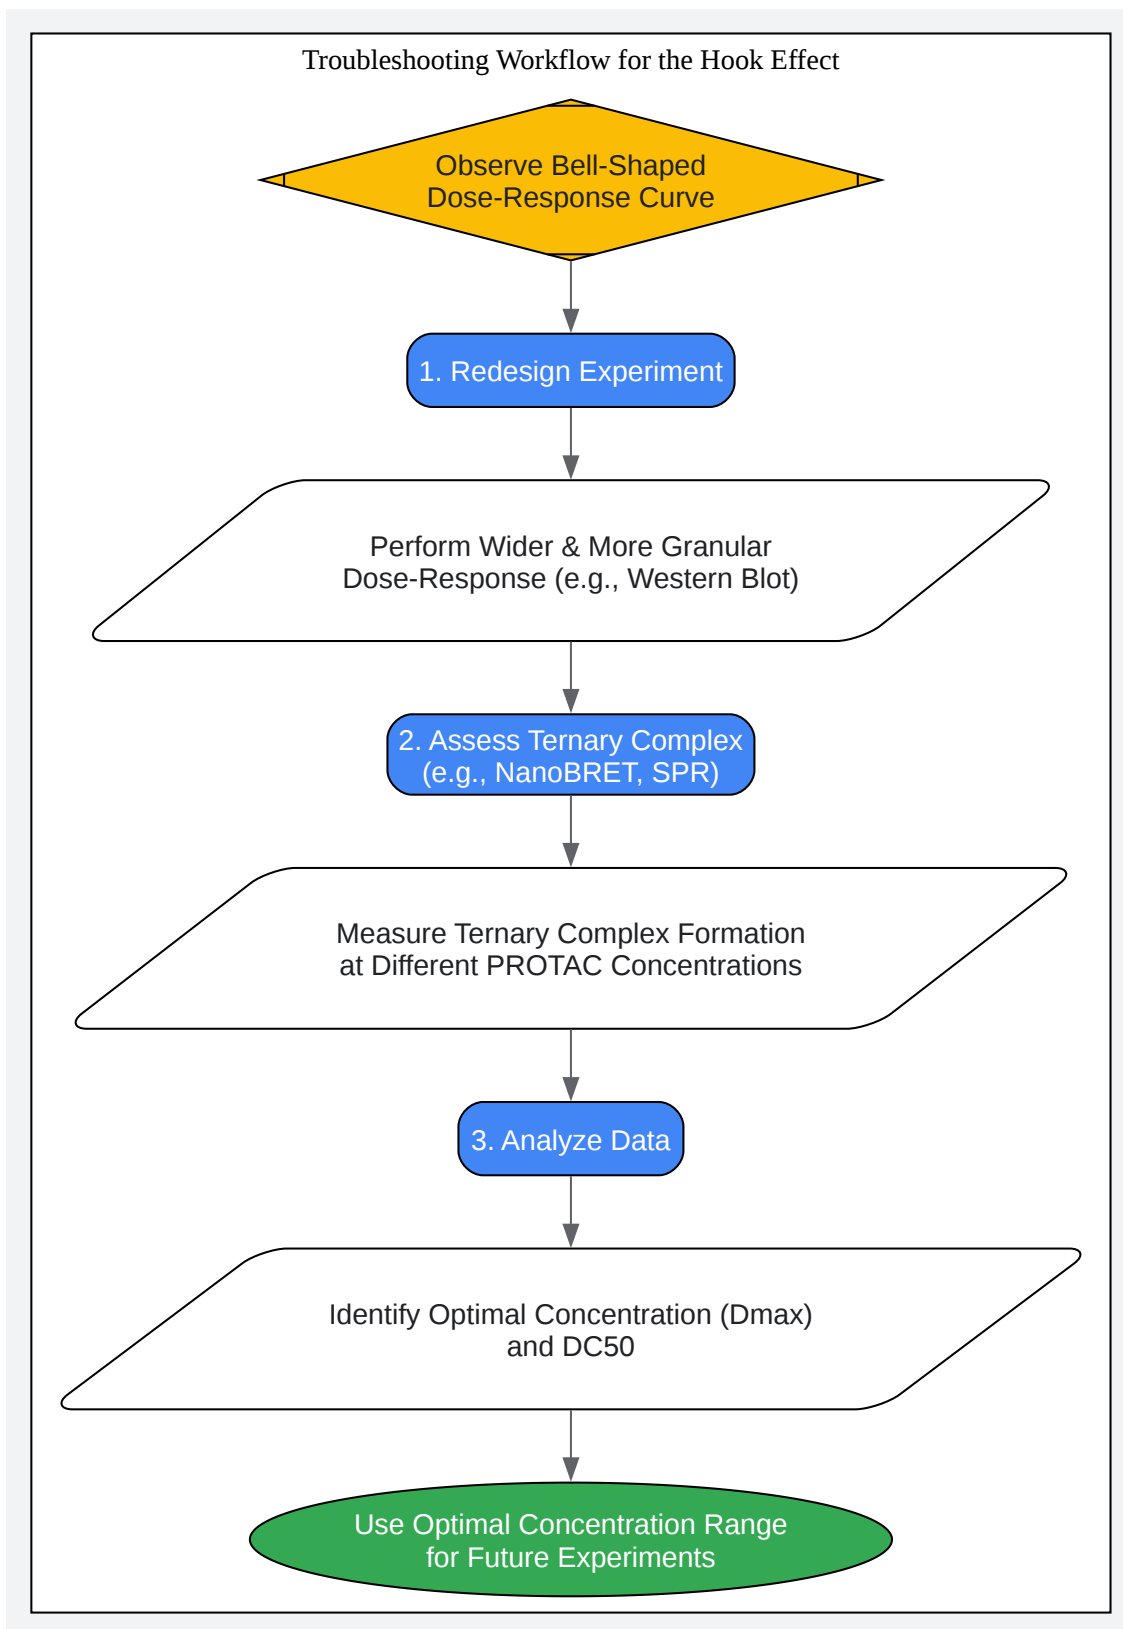 Troubleshooting Workflow for the Hook Effect
Observe Bell-Shaped
Dose-Response Curve
1. Redesign Experiment
Perform Wider & More Granular
Dose-Response (e.g., Western Blot)
2. Assess Ternary Complex
(e.g., NanoBRET, SPR)
Measure Ternary Complex Formation
at Different PROTAC Concentrations
3. Analyze Data
Identify Optimal Concentration (Dmax)
and DC50
Use Optimal Concentration Range
for Future Experiments